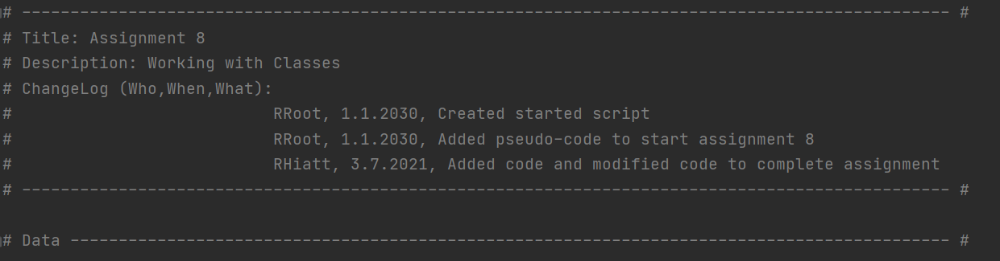 # ------------------------------------------------------------------------------------------------ #
# Title: Assignment 8
# Description: Working with Classes
# ChangeLog (Who,When,What):
#                           RRoot, 1.1.2030, Created started script
#                           RRoot, 1.1.2030, Added pseudo-code to start assignment 8
#                           RHiatt, 3.7.2021, Added code and modified code to complete assignment
# ------------------------------------------------------------------------------------------------ #
# Data ------------------------------------------------------------------------------------------- #